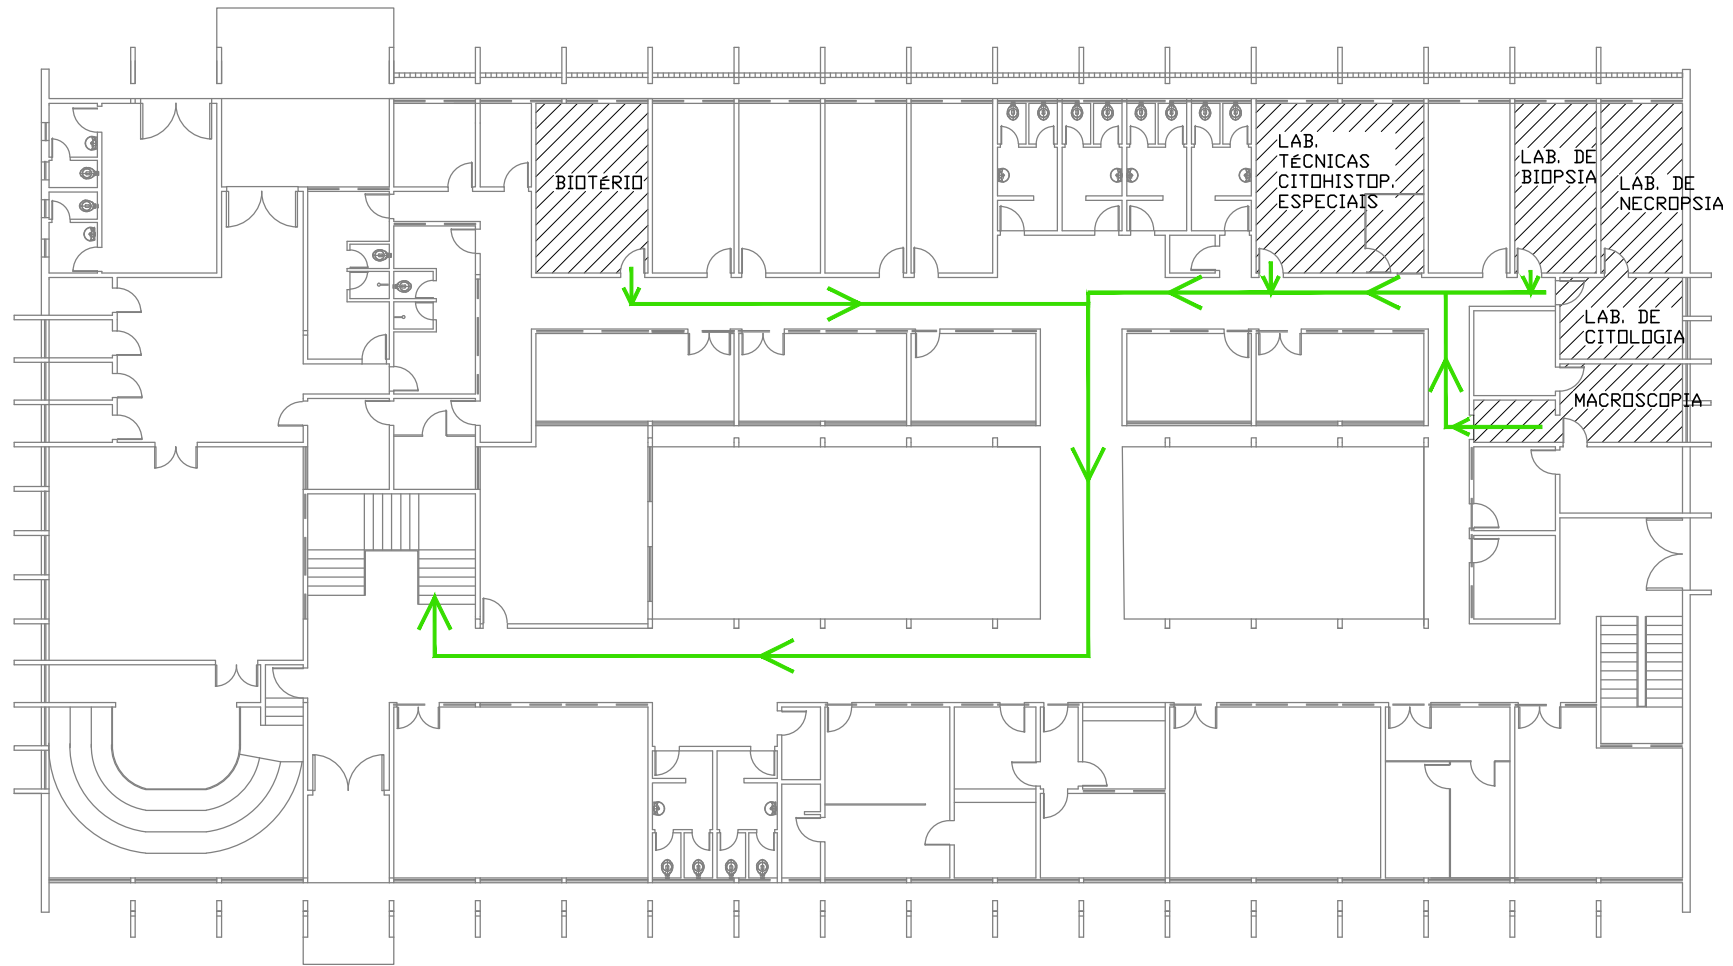 BIOTéRIO
LAB.
TéCNICAS
CITOHISTOP.
ESPECIAIS
LAB. DE
BIOPSIA
LAB. DE
NECROPSIA
LAB. DE
CITOLOGIA
MACROSCOPIA